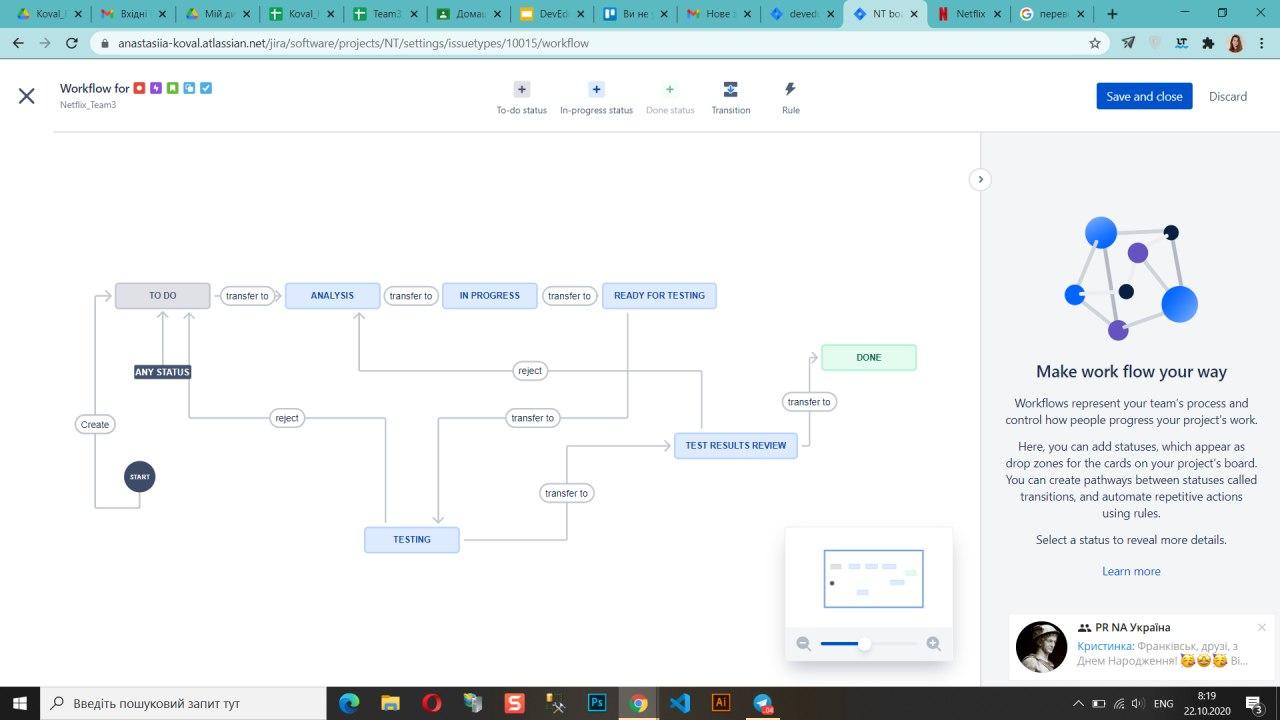 Koval_
Вхідні
Мій ди
Koval_
Team3
Дома
DevEd
Ви не
Нове з
devedu
NT bo
Netflix
перев
anastasiia-koval.atlassian.net/jira/software/projects/NT/settings/issuetypes/10015/workflow
Workflow for
Netflix_Team3
To-do status
In-progress status
Done status
Transition
Rule
Save and close
Discard
TO DO
transfer to
ANALYSIS
transfer to
IN PROGRESS
transfer to
READY FOR TESTING
DONE
ANY STATUS
reject
transfer to
Create
reject
transfer to
TEST RESULTS REVIEW
START
transfer to
TESTING
Make work flow your way
Workflows represent your team's process and
control how people progress your project's work.
Here, you can add statuses, which appear as
drop zones for the cards on your project's board.
You can create pathways between statuses called
transitions, and automate repetitive actions
using rules.
Select a status to reveal more details.
Learn more
PR NA Україна
Кристинка: Франківськ, друзі, з
Днем Народження! 🥳🤩🥳 Ві...
Введіть пошуковий запит тут
ENG
8:19
22.10.2020
3